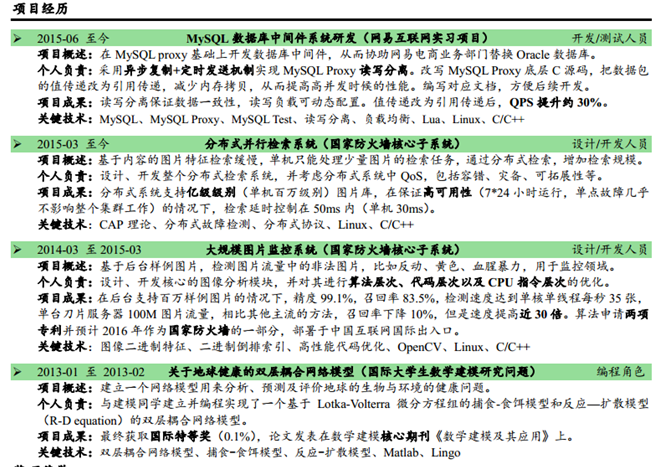 项目经历
➢ 2015-06 至今 MySQL 数据库中间件系统研发（网易互联网实习项目） 开发/测试人员
项目概述：在 MySQL proxy 基础上开发数据库中间件，从而协助网易电商业务部门替换 Oracle 数据库。
个人负责：采用异步复制+定时发送机制实现 MySQL Proxy 读写分离。改写 MySQL Proxy 底层 C 源码，把数据包
的值传递改为引用传递，减少内存拷贝，从而提高高并发时候的性能。编写对应文档，方便后续开发。
项目成果：读写分离保证数据一致性，读写负载可动态配置。值传递改为引用传递后，QPS 提升约 30%。
关键技术：MySQL、MySQL Proxy、MySQL Test、读写分离、负载均衡、Lua、Linux、C/C++
➢ 2015-03 至今 分布式并行检索系统（国家防火墙核心子系统） 设计/开发人员
项目概述：基于内容的图片特征检索缓慢，单机只能处理少量图片的检索任务，通过分布式检索，增加检索规模。
个人负责：设计、开发整个分布式检索系统，并考虑分布式系统中 QoS，包括容错、灾备、可拓展性等。
项目成果：分布式系统支持亿级级别（单机百万级别）图片库，在保证高可用性（7*24 小时运行，单点故障几乎
不影响整个集群工作）的情况下，检索延时控制在 50ms 内（单机 30ms）。
关键技术：CAP 理论、分布式故障检测、分布式协议、Linux、C/C++
➢ 2014-03 至 2015-03 大规模图片监控系统（国家防火墙核心子系统） 设计/开发人员
项目概述：基于后台样例图片，检测图片流量中的非法图片，比如反动、黄色、血腥暴力，用于监控领域。
个人负责：设计、开发核心的图像分析模块，并对其进行算法层次、代码层次以及 CPU 指令层次的优化。
项目成果：在后台支持百万样例图片的情况下，精度 99.1%，召回率 83.5%，检测速度达到单核单线程每秒 35 张，
单台刀片服务器 100M 图片流量，相比其他主流的方法，召回率下降 10%，但是速度提高近 30 倍。算法申请两项
专利并预计 2016 年作为国家防火墙的一部分，部署于中国互联网国际出入口。
关键技术：图像二进制特征、二进制倒排索引、高性能代码优化、OpenCV、Linux、C/C++
➢ 2013-01 至 2013-02 关于地球健康的双层耦合网络模型（国际大学生数学建模研究问题） 编程角色
项目概述：建立一个网络模型用来分析、预测及评价地球的生物与环境的健康问题。
个人负责：与建模同学建立并编程实现了一个基于 Lotka-Volterra 微分方程组的捕食-食饵模型和反应—扩散模型
（R-D equation）的双层耦合网络模型。
项目成果：最终获取国际特等奖（0.1%），论文发表在数学建模核心期刊《数学建模及其应用》上。
关键技术：双层耦合网络模型、捕食-食饵模型、反应-扩散模型、Matlab、Lingo